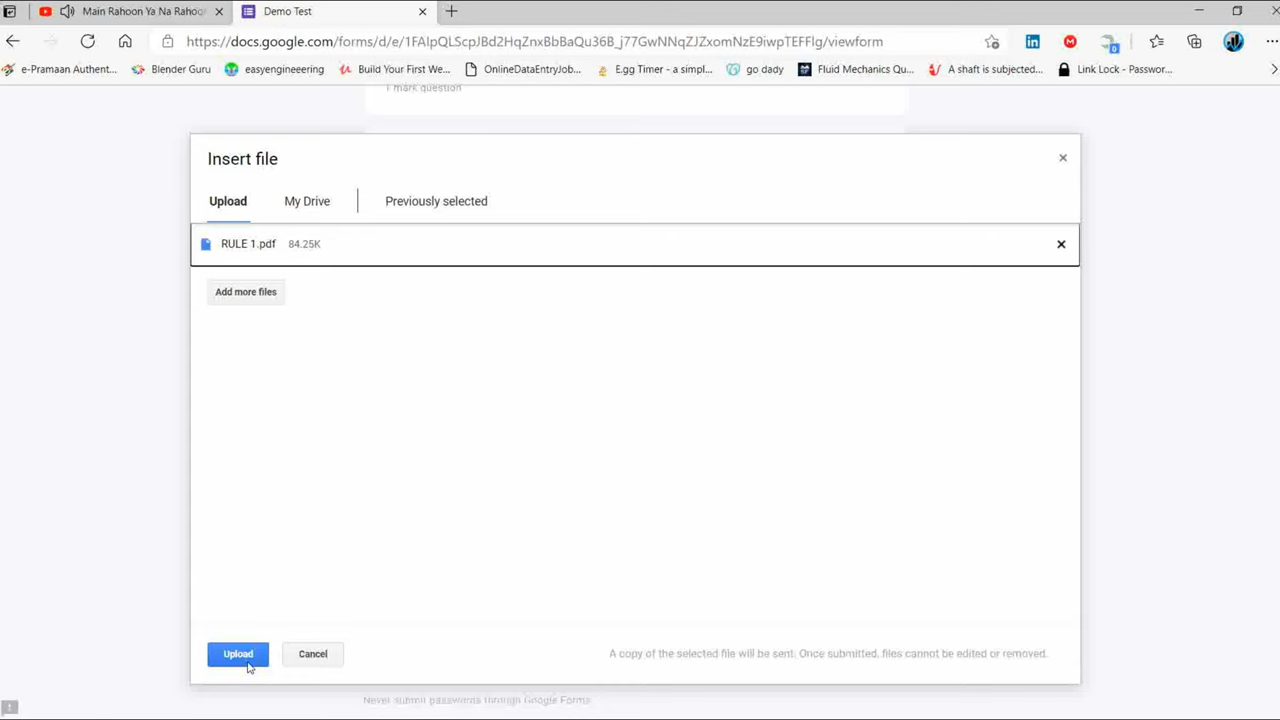 Main Rahoon Ya Na Rahoo
Demo Test
https://docs.google.com/forms/d/e/1FAIpQLScpJBd2HqZnxBbBaQu36B_j77GwNNqZJZxomNzE9iwpTEFFlg/viewform
e-Pramaan Authent... Blender Guru easyengineeering Build Your First We... OnlineDataEntryJob... E.gg Timer - a simpl... go dady Fluid Mechanics Qu... A shaft is subjected... Link Lock - Passwor...
1 mark question
Insert file
Upload My Drive Previously selected
RULE 1.pdf 84.25K
Add more files
Upload Cancel A copy of the selected file will be sent. Once submitted, files cannot be edited or removed.
Never submit passwords through Google Forms.